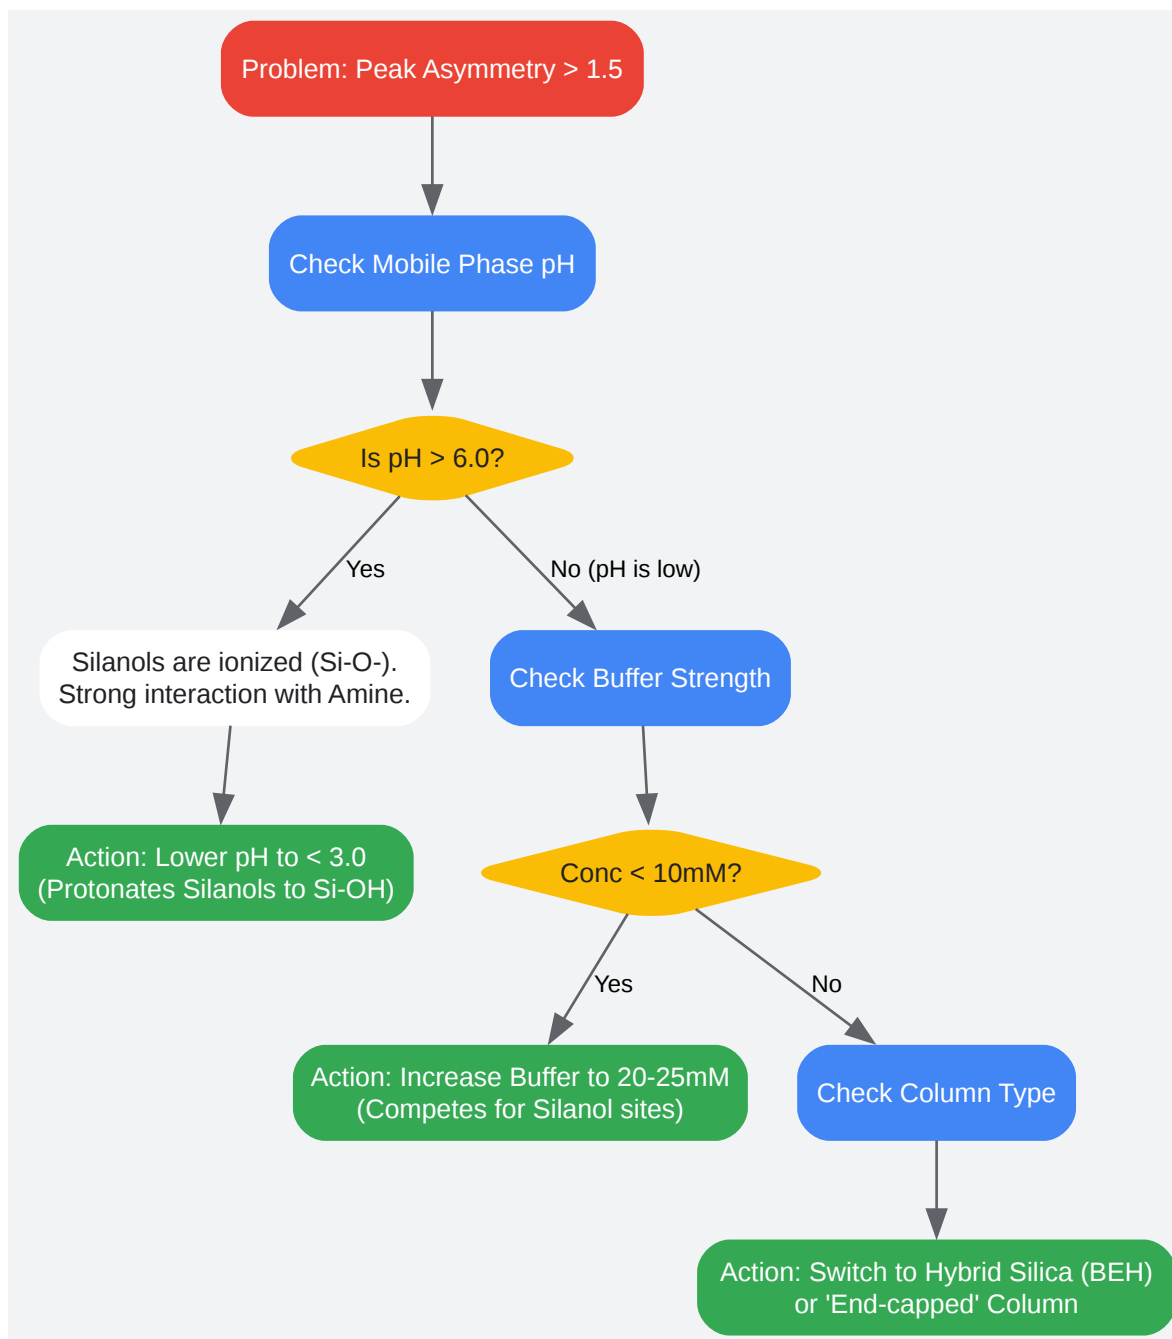 Problem: Peak Asymmetry > 1.5
Check Mobile Phase pH
Is pH > 6.0?
Yes
No (pH is low)
Silanols are ionized (Si-O-).
Strong interaction with Amine.
Check Buffer Strength
Action: Lower pH to < 3.0
(Protonates Silanols to Si-OH)
Conc < 10mM?
Yes
No
Action: Increase Buffer to 20-25mM
(Competes for Silanol sites)
Check Column Type
Action: Switch to Hybrid Silica (BEH)
or 'End-capped' Column